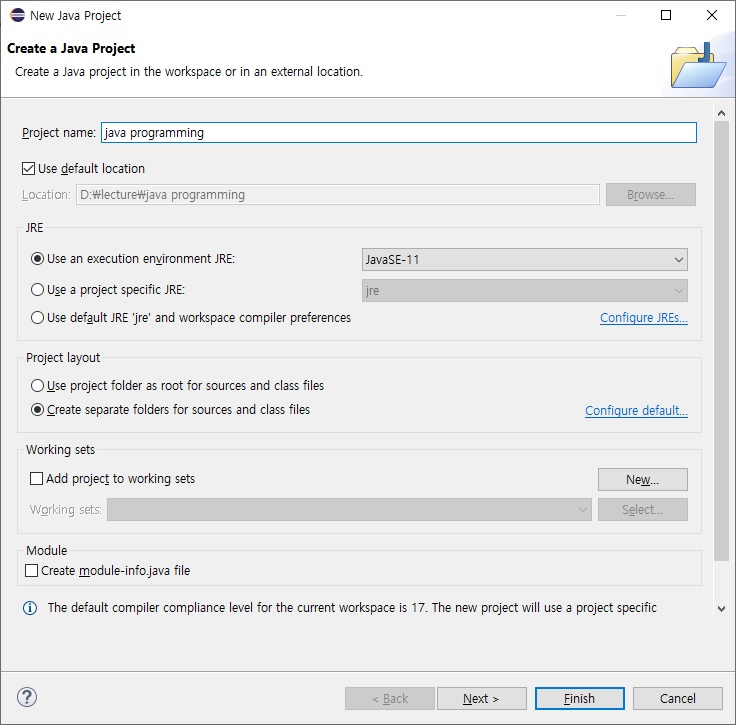 New Java Project
Create a Java Project
Create a Java project in the workspace or in an external location.
Project name: java programming
Use default location
Location: D:₩lecture₩java programming Browse...
JRE
Use an execution environment JRE: JavaSE-11
Use a project specific JRE: jre
Use default JRE 'jre' and workspace compiler preferences Configure JREs...
Project layout
Use project folder as root for sources and class files
Create separate folders for sources and class files Configure default...
Working sets
Add project to working sets New...
Working sets: Select...
Module
Create module-info.java file
The default compiler compliance level for the current workspace is 17. The new project will use a project specific
? < Back Next > Finish Cancel